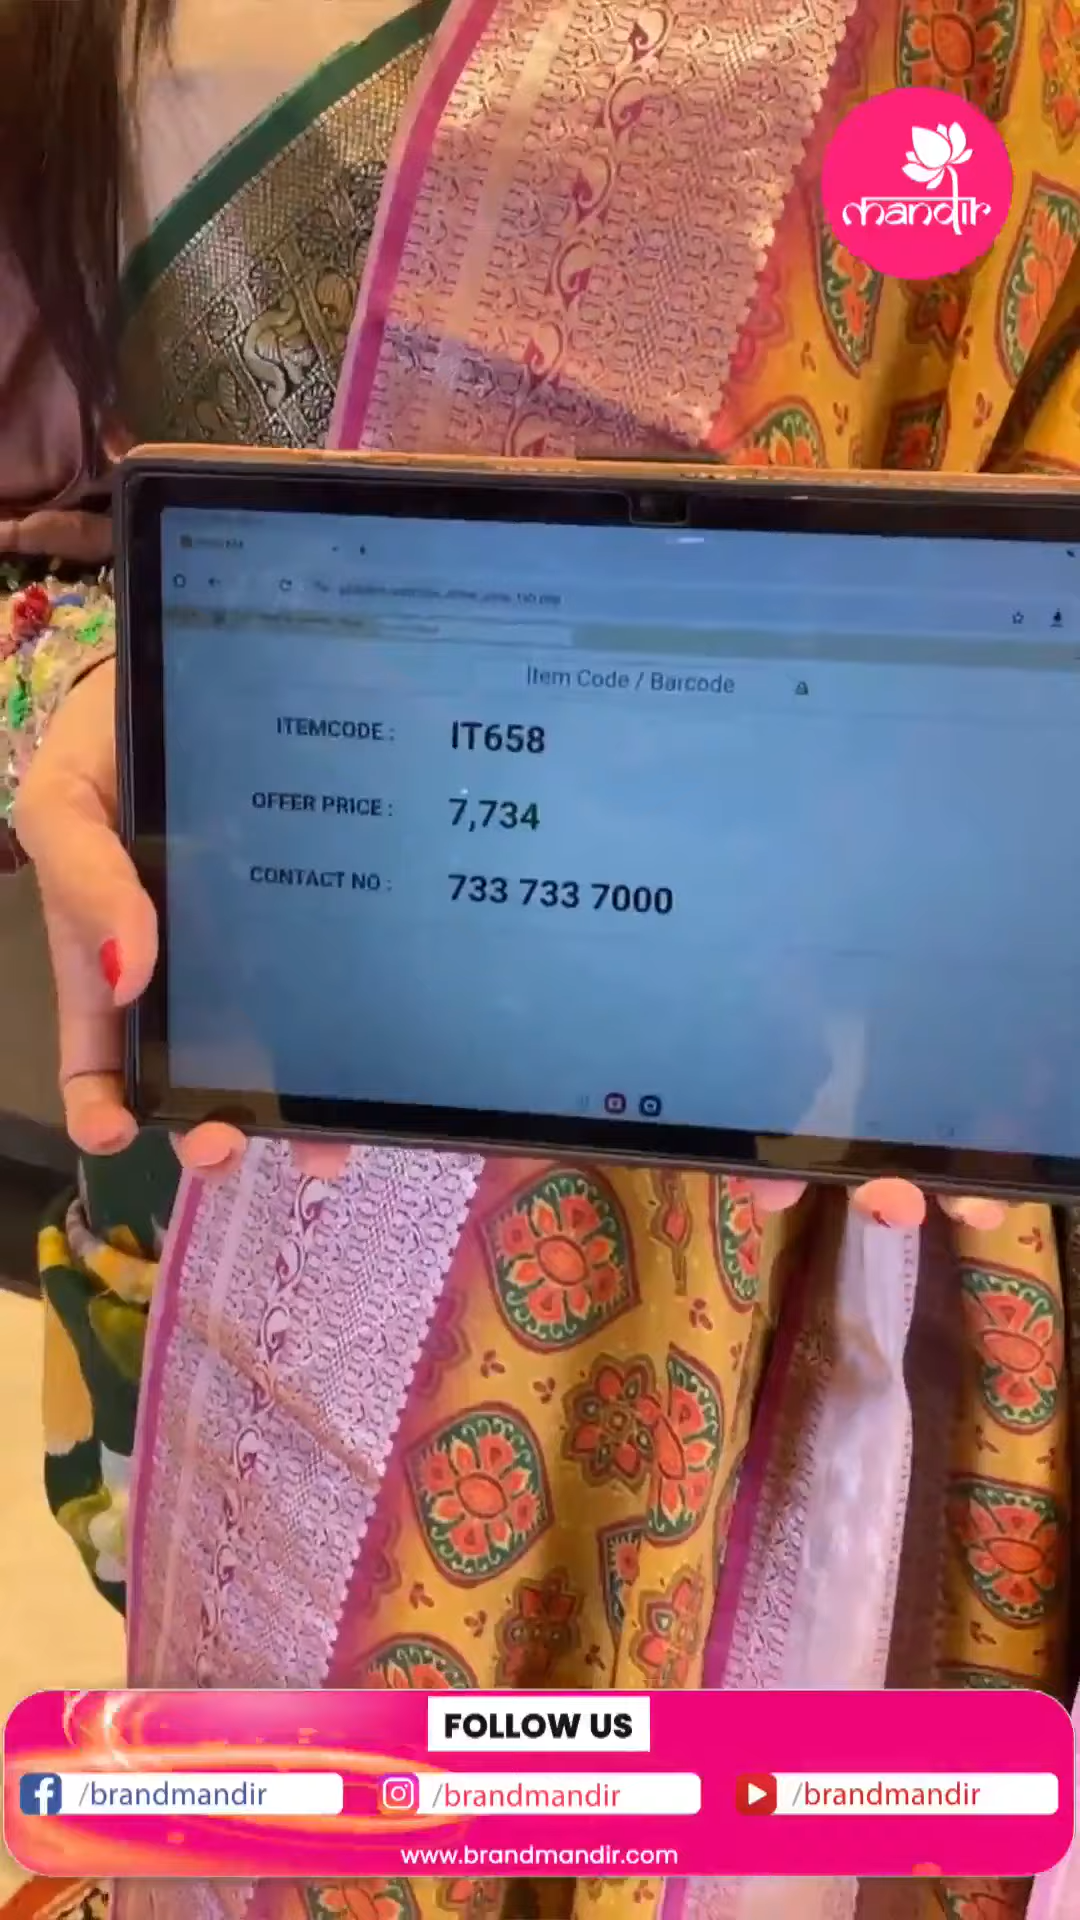 mandir
Item Code / Barcode
ITEMCODE : IT658
OFFER PRICE : 7,734
CONTACT NO : 733 733 7000
FOLLOW US
/brandmandir /brandmandir /brandmandir
www.brandmandir.com